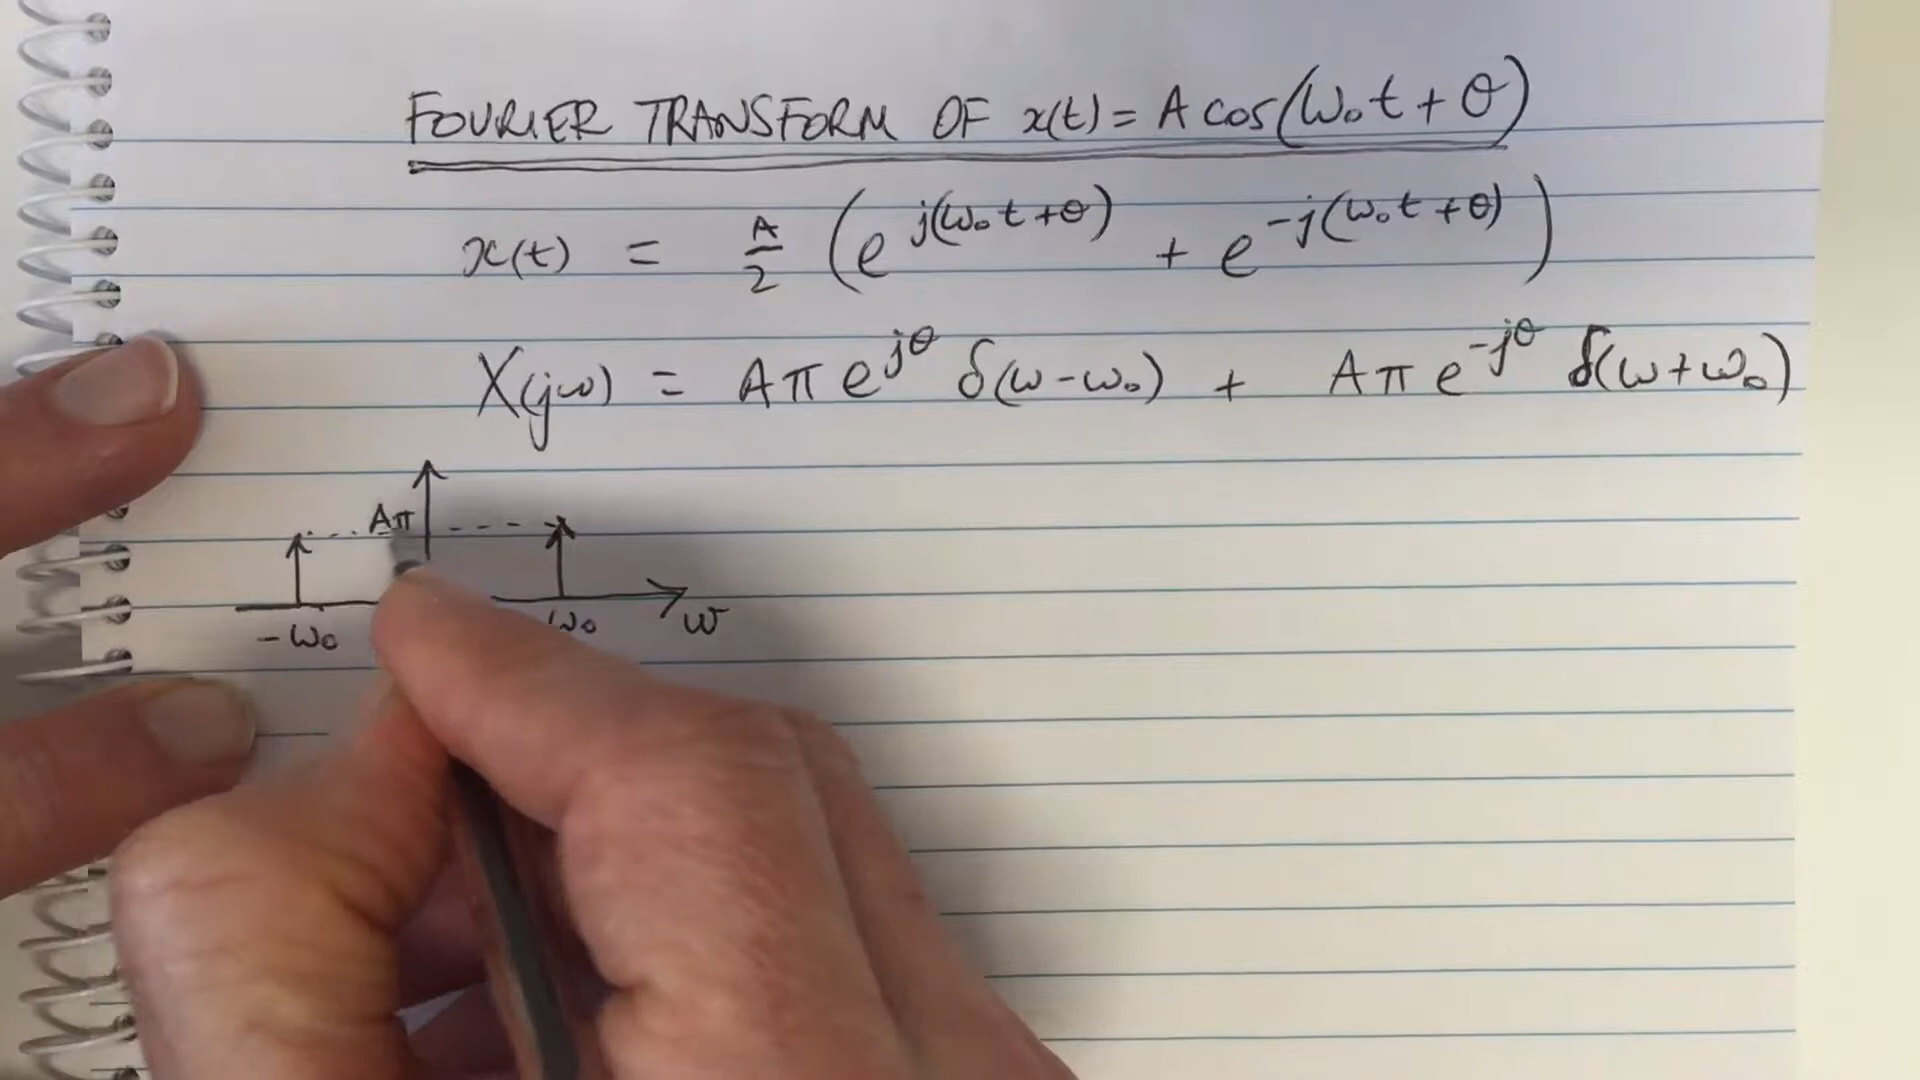 FOURIER TRANSFORM OF x(t) = A cos(ω₀t + θ)
x(t) = A/2 (e^{j(ω₀t + θ)} + e^{-j(ω₀t + θ)})
X(jω) = Aπ e^{jθ} δ(ω - ω₀) + Aπ e^{-jθ} δ(ω + ω₀)
Aπ
-ω₀ ω₀ ω